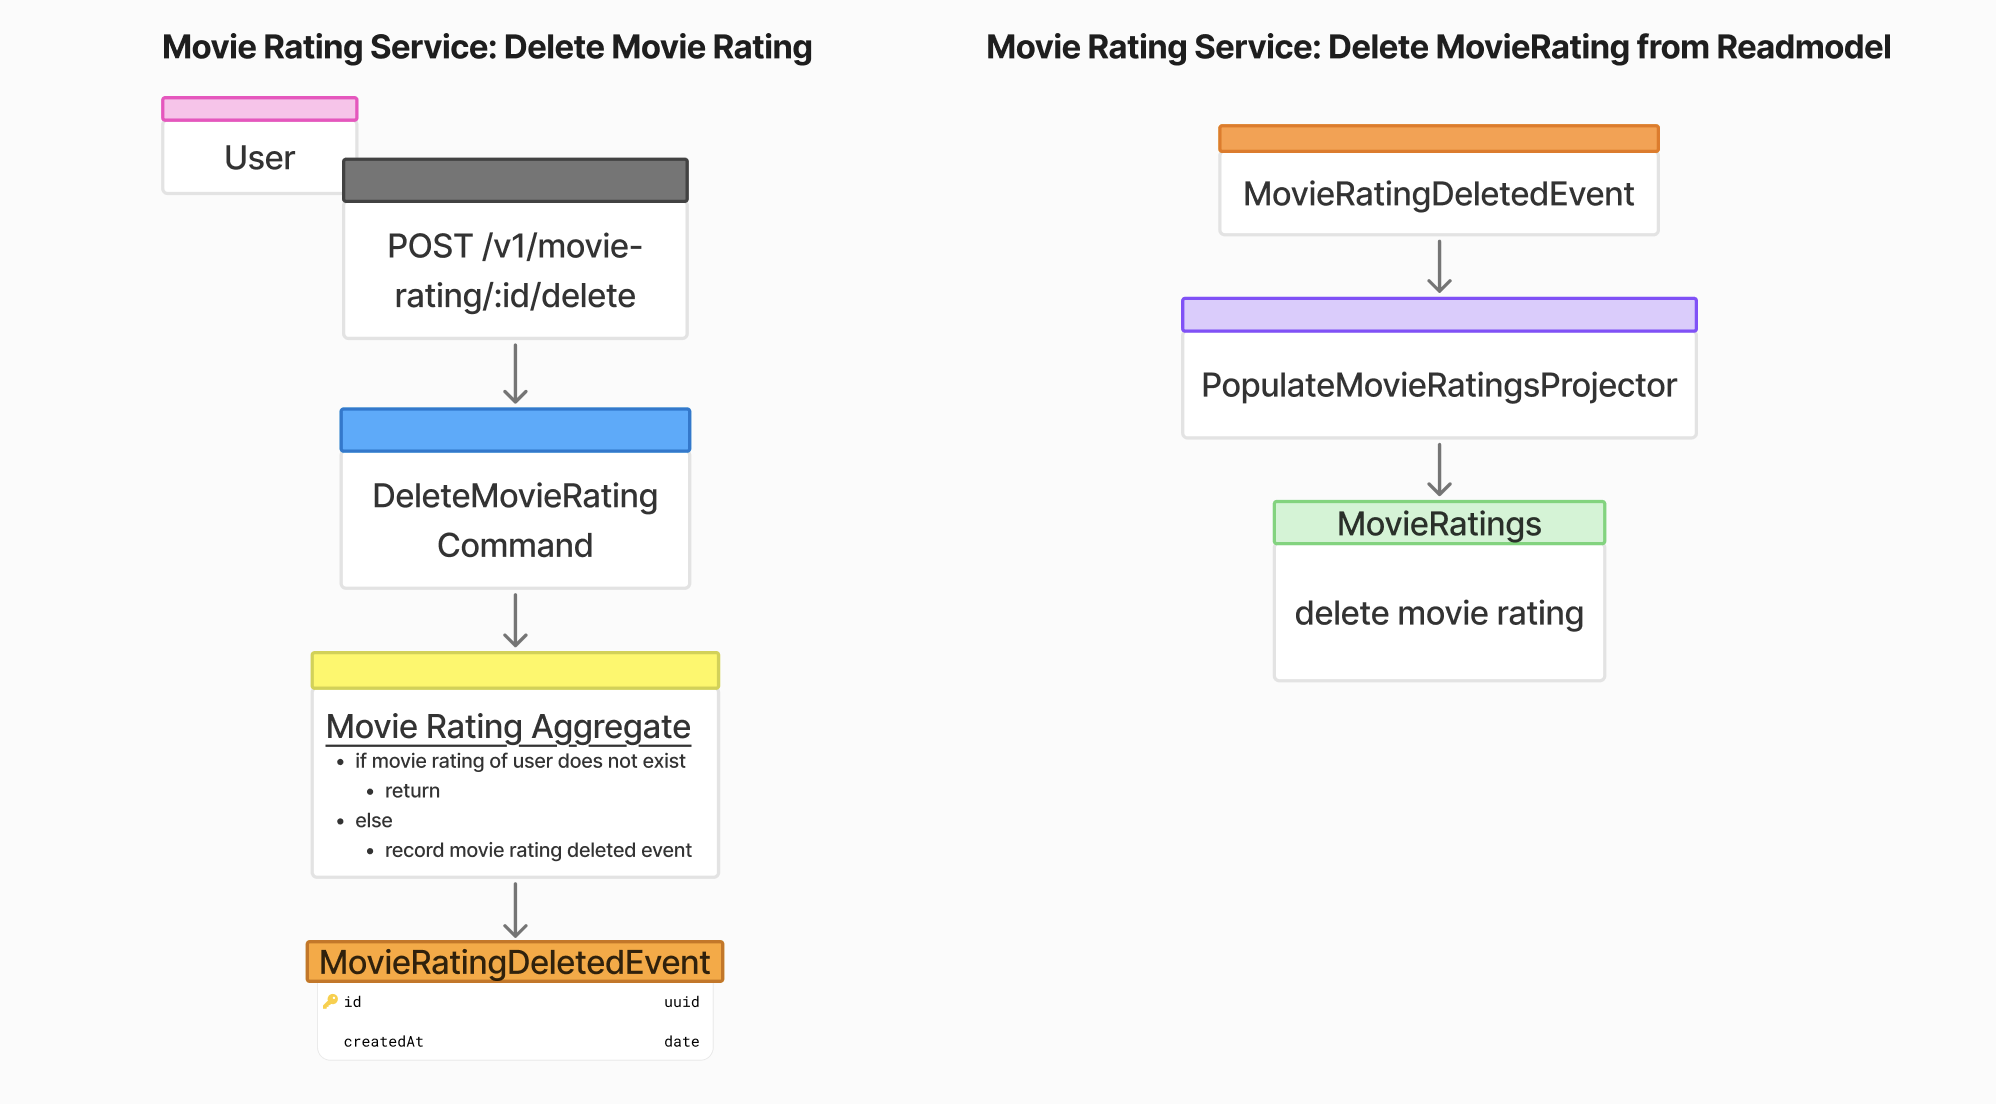 Movie Rating Service: Delete Movie Rating
User
POST /v1/movie-
rating/:id/delete
DeleteMovieRating
Command
Movie Rating Aggregate
• if movie rating of user does not exist
• return
• else
• record movie rating deleted event
MovieRatingDeletedEvent
id uuid
createdAt date
Movie Rating Service: Delete MovieRating from Readmodel
MovieRatingDeletedEvent
PopulateMovieRatingsProjector
MovieRatings
delete movie rating